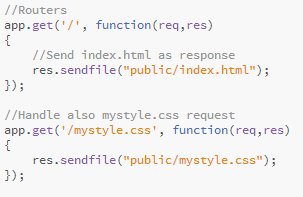 //Routers
app.get('/', function(req,res)
{
    //Send index.html as response
    res.sendfile("public/index.html");
});

//Handle also mystyle.css request
app.get('/mystyle.css', function(req,res)
{
    res.sendfile("public/mystyle.css");
});